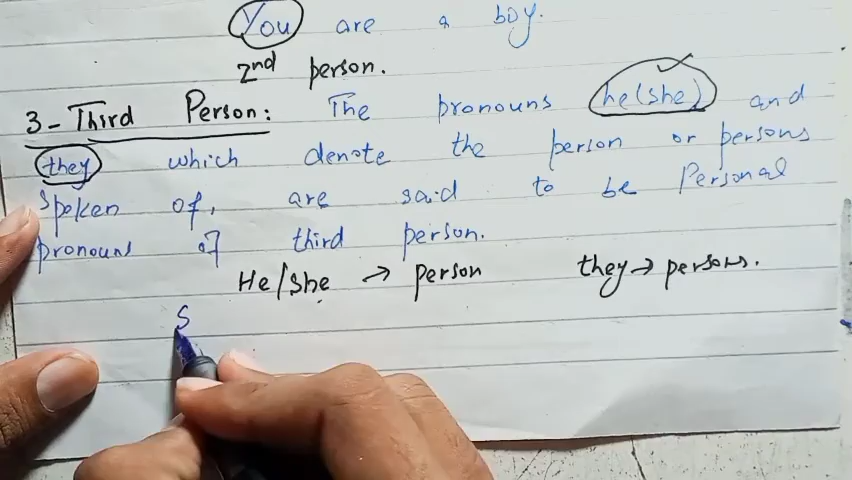 You are a boy.
2nd person.
3-Third Person: The pronouns he(she) and
they which denote the person or persons
spoken of, are said to be Personal
pronouns of third person.
He/She → person they → persons.
S